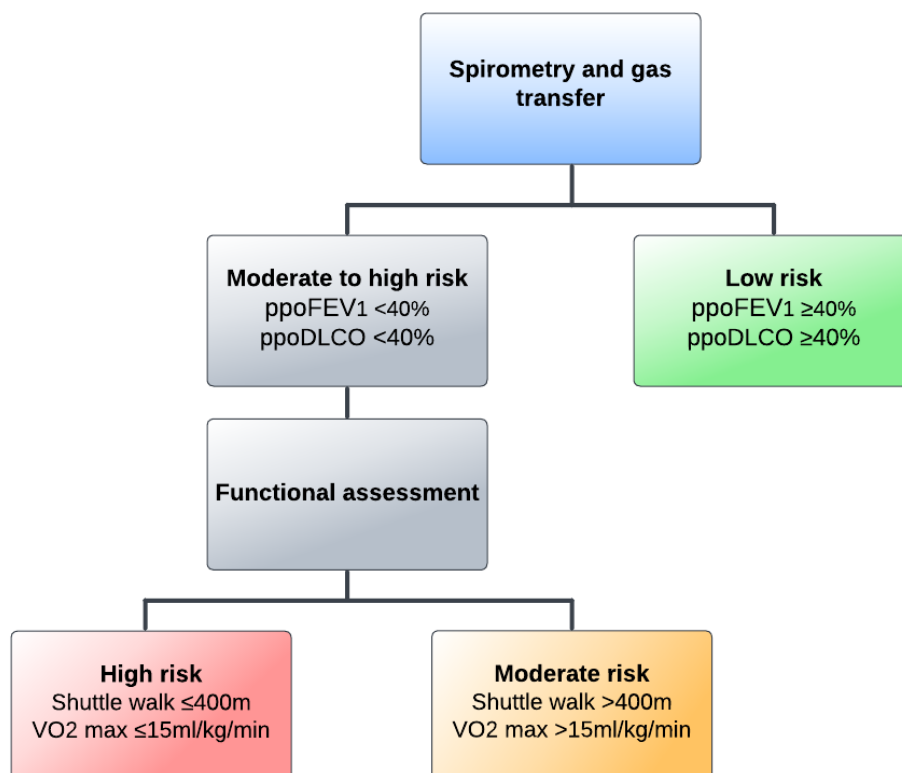 Spirometry and gas
transfer
Moderate to high risk
ppoFEV1 <40%
ppoDLCO <40%
Low risk
ppoFEV1 ≥40%
ppoDLCO ≥40%
Functional assessment
High risk
Shuttle walk ≤400m
VO2 max ≤15ml/kg/min
Moderate risk
Shuttle walk >400m
VO2 max >15ml/kg/min